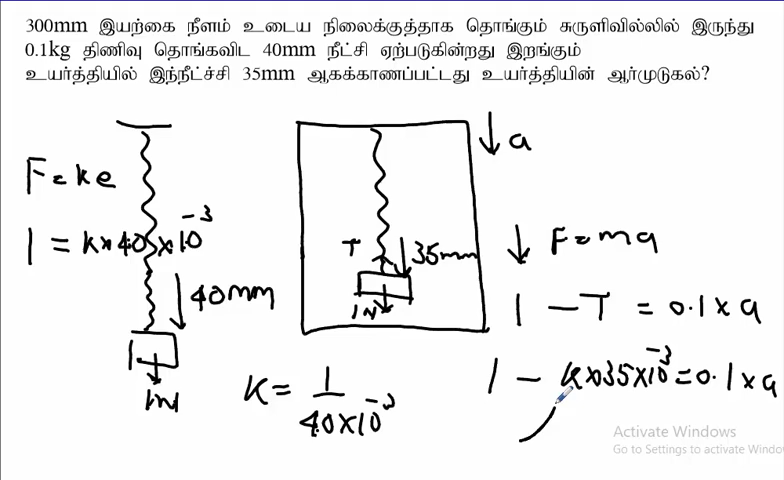 300mm இயற்கை நீளம் உடைய நிலைக்குத்தாக தொங்கும் சுருளிவில்லில் இருந்து
0.1kg திணிவு தொங்கவிட 40mm நீட்சி ஏற்படுகின்றது இறங்கும்
உயர்த்தியில் இந்நீட்ச்சி 35mm ஆகக்காணப்பட்டது உயர்த்தியின் ஆர்முடுகல்?
a
F = ke
F = ma
1 = k × 40 × 10⁻³
T
35mm
40mm
1N
1 - T = 0.1 × a
1N
K = 1 / 40×10⁻³
1 - k×35×10⁻³ = 0.1 × a
Activate Windows
Go to Settings to activate Windo